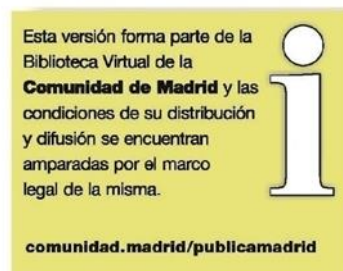 Esta versión forma parte de la
Biblioteca Virtual de la
Comunidad de Madrid y las
condiciones de su distribución
y difusión se encuentran
amparadas por el marco
legal de la misma.
comunidad.madrid/publicamadrid